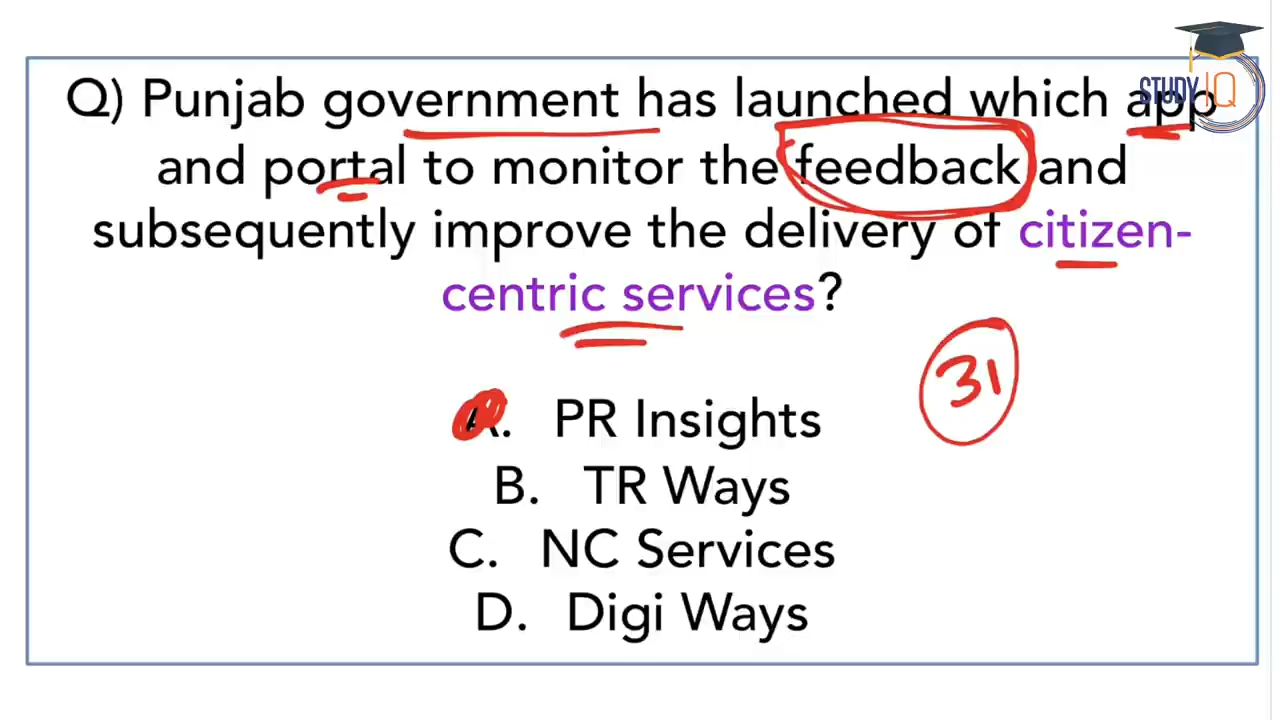 STUDY IQ
Q) Punjab government has launched which app
and portal to monitor the feedback and
subsequently improve the delivery of citizen-
centric services?
31
A. PR Insights
B. TR Ways
C. NC Services
D. Digi Ways